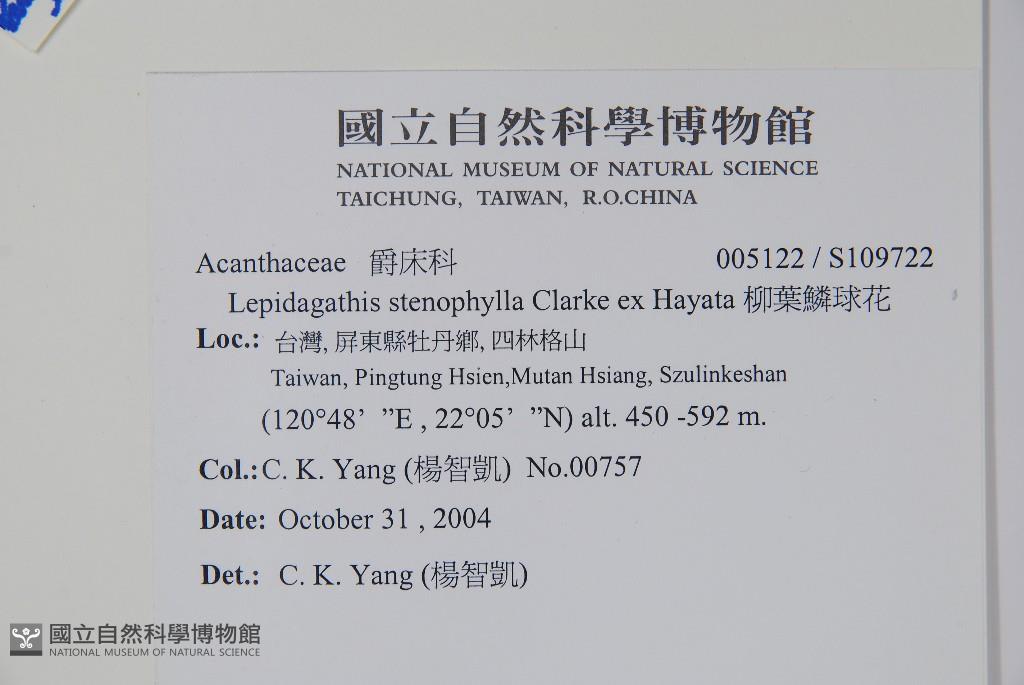 國立自然科學博物館
NATIONAL MUSEUM OF NATURAL SCIENCE
TAICHUNG, TAIWAN, R.O.CHINA
Acanthaceae 爵床科 005122 / S109722
Lepidagathis stenophylla Clarke ex Hayata 柳葉鱗球花
Loc.: 台灣, 屏東縣牡丹鄉, 四林格山
Taiwan, Pingtung Hsien,Mutan Hsiang, Szulinkeshan
(120°48’ ”E , 22°05’ ”N) alt. 450 -592 m.
Col.:C. K. Yang (楊智凱) No.00757
Date: October 31 , 2004
Det.: C. K. Yang (楊智凱)
國立自然科學博物館
NATIONAL MUSEUM OF NATURAL SCIENCE